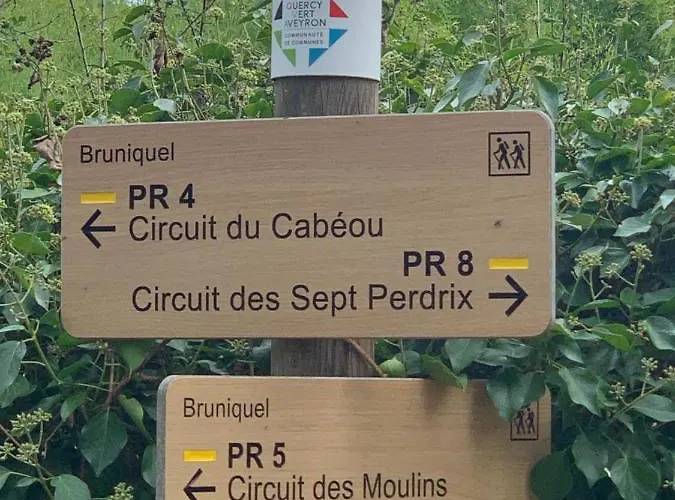 QUERCY
VERT
AVEYRON
COMMUNAUTÉ
DE COMMUNES
Bruniquel
PR 4
Circuit du Cabéou
PR 8
Circuit des Sept Perdrix
Bruniquel
PR 5
Circuit des Moulins